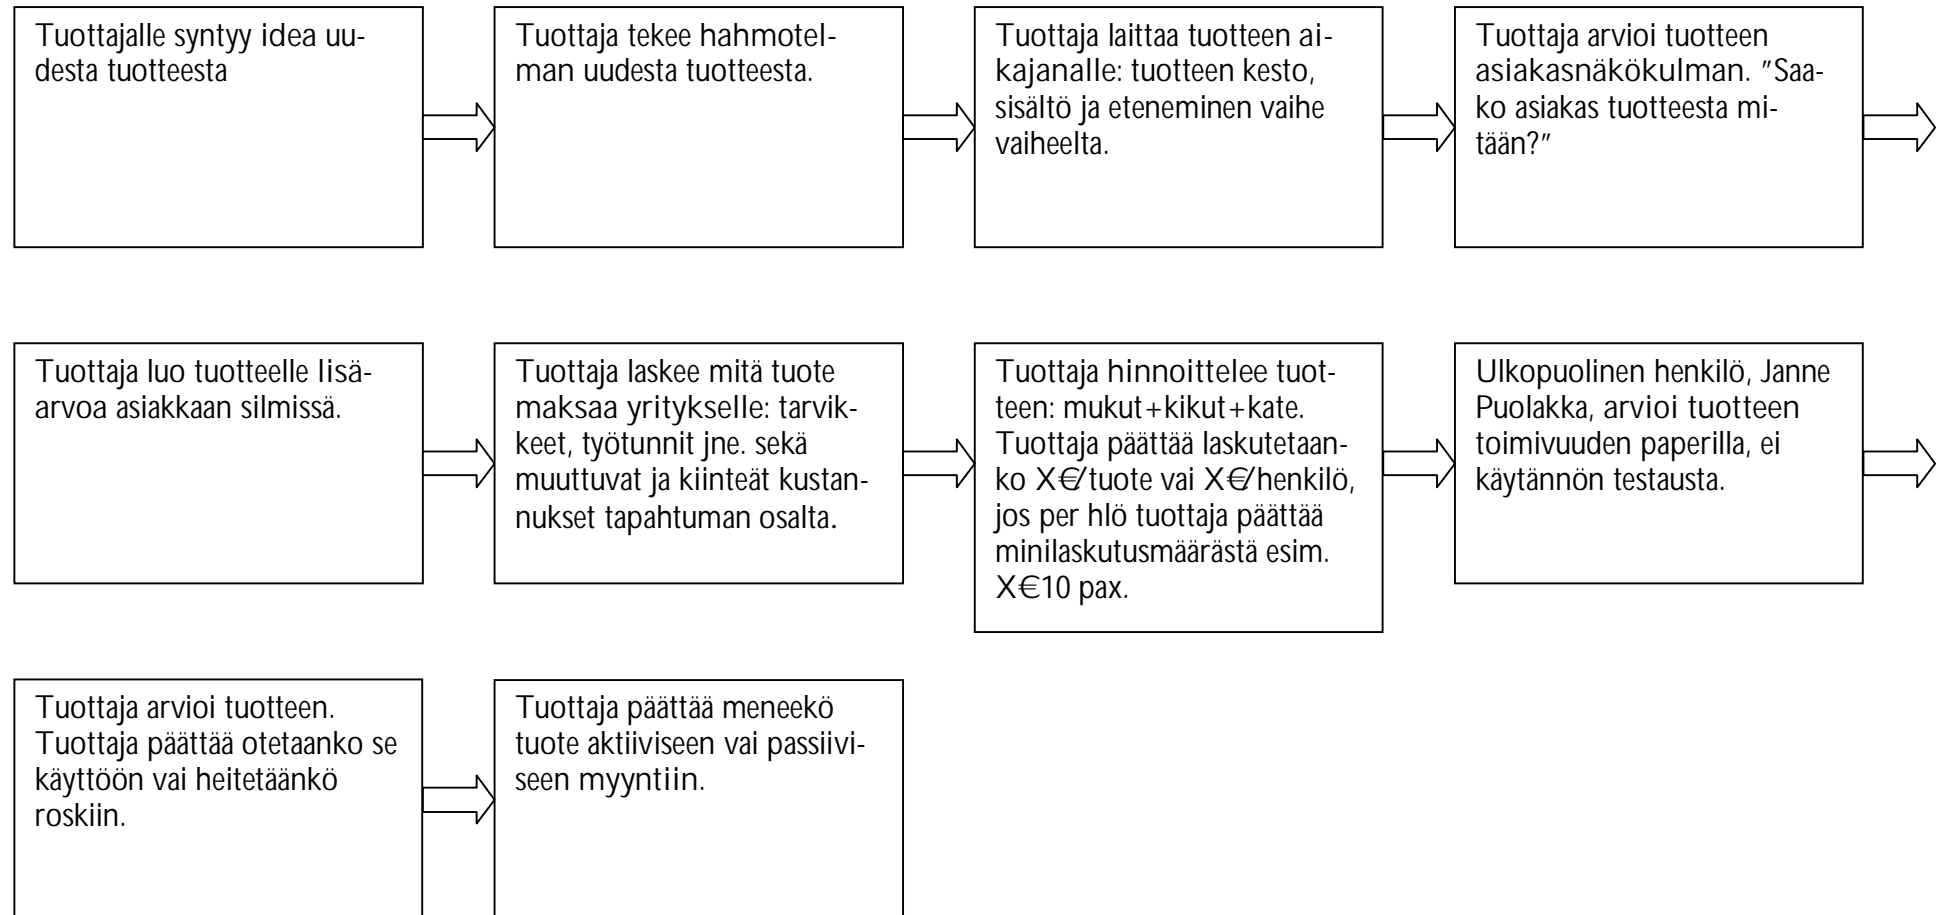 Tuottajalle syntyy idea uu-
desta tuotteesta
Tuottaja tekee hahmotel-
man uudesta tuotteesta.
Tuottaja laittaa tuotteen ai-
kajanalle: tuotteen kesto,
sisältö ja eteneminen vaihe
vaiheelta.
Tuottaja arvioi tuotteen
asiakasnäkökulman. ”Saa-
ko asiakas tuotteesta mi-
tään?”
Tuottaja luo tuotteelle lisä-
arvoa asiakkaan silmissä.
Tuottaja laskee mitä tuote
maksaa yritykselle: tarvik-
keet, työtunnit jne. sekä
muuttuvat ja kiinteät kustan-
nukset tapahtuman osalta.
Tuottaja hinnoittelee tuot-
teen: mukut+kikut+kate.
Tuottaja päättää laskutetaan-
ko X€/tuote vai X€/henkilö,
jos per hlö tuottaja päättää
minilaskutusmäärästä esim.
X€10 pax.
Ulkopuolinen henkilö, Janne
Puolakka, arvioi tuotteen
toimivuuden paperilla, ei
käytännön testausta.
Tuottaja arvioi tuotteen.
Tuottaja päättää otetaanko se
käyttöön vai heitetäänkö
roskiin.
Tuottaja päättää meneekö
tuote aktiiviseen vai passiivi-
seen myyntiin.